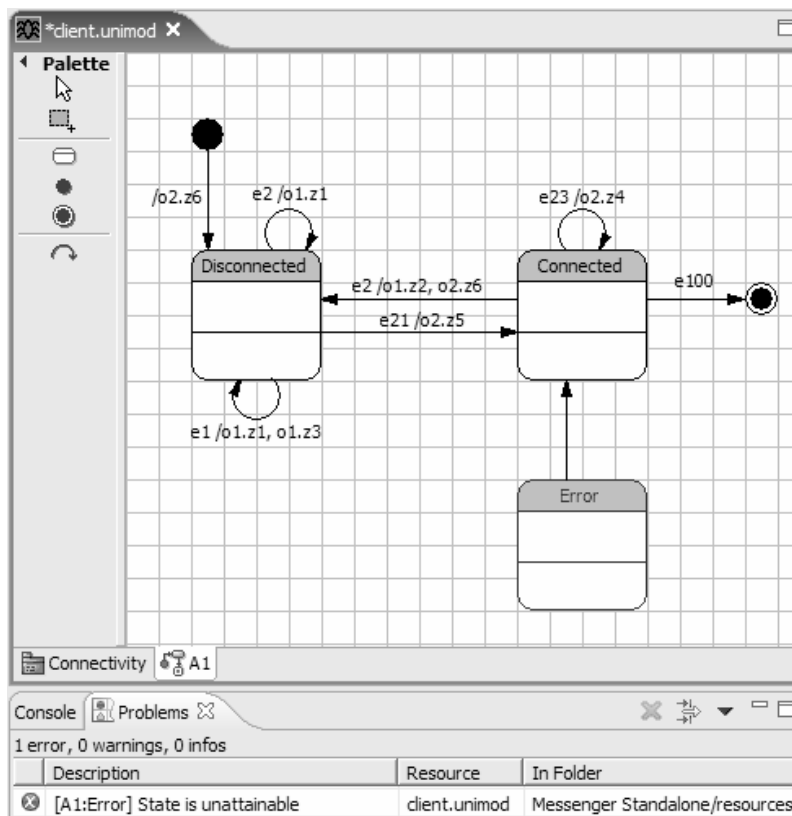 *client.unimod
Palette
/o2.z6
e2 /o1.z1
e23 /o2.z4
Disconnected
Connected
e2 /o1.z2, o2.z6
e100
e21 /o2.z5
e1 /o1.z1, o1.z3
Error
Connectivity A1
Console Problems
1 error, 0 warnings, 0 infos
Description Resource In Folder
[A1:Error] State is unattainable client.unimod Messenger Standalone/resources